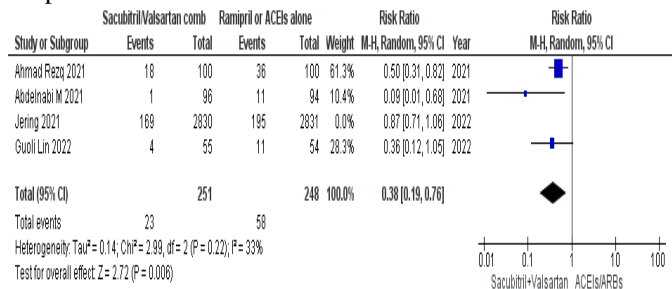 Sacubitril/Valsartan comb Ramipril or ACEIs alone Risk Ratio Risk Ratio
Study or Subgroup Events Total Events Total Weight M-H, Random, 95% CI Year M-H, Random, 95% CI
Ahmad Rezq 2021 18 100 36 100 61.3% 0.50 [0.31, 0.82] 2021
Abdelnabi M 2021 1 96 11 94 10.4% 0.09 [0.01, 0.68] 2021
Jering 2021 169 2830 195 2831 0.0% 0.87 [0.71, 1.06] 2022
Guoli Lin 2022 4 55 11 54 28.3% 0.36 [0.12, 1.05] 2022
Total (95% CI) 251 248 100.0% 0.38 [0.19, 0.76]
Total events 23 58
Heterogeneity: Tau² = 0.14; Chi² = 2.99, df = 2 (P = 0.22); I² = 33%
Test for overall effect: Z = 2.72 (P = 0.006)
0.01 0.1 1 10 100
Sacubitril+Valsartan ACEIs/ARBs